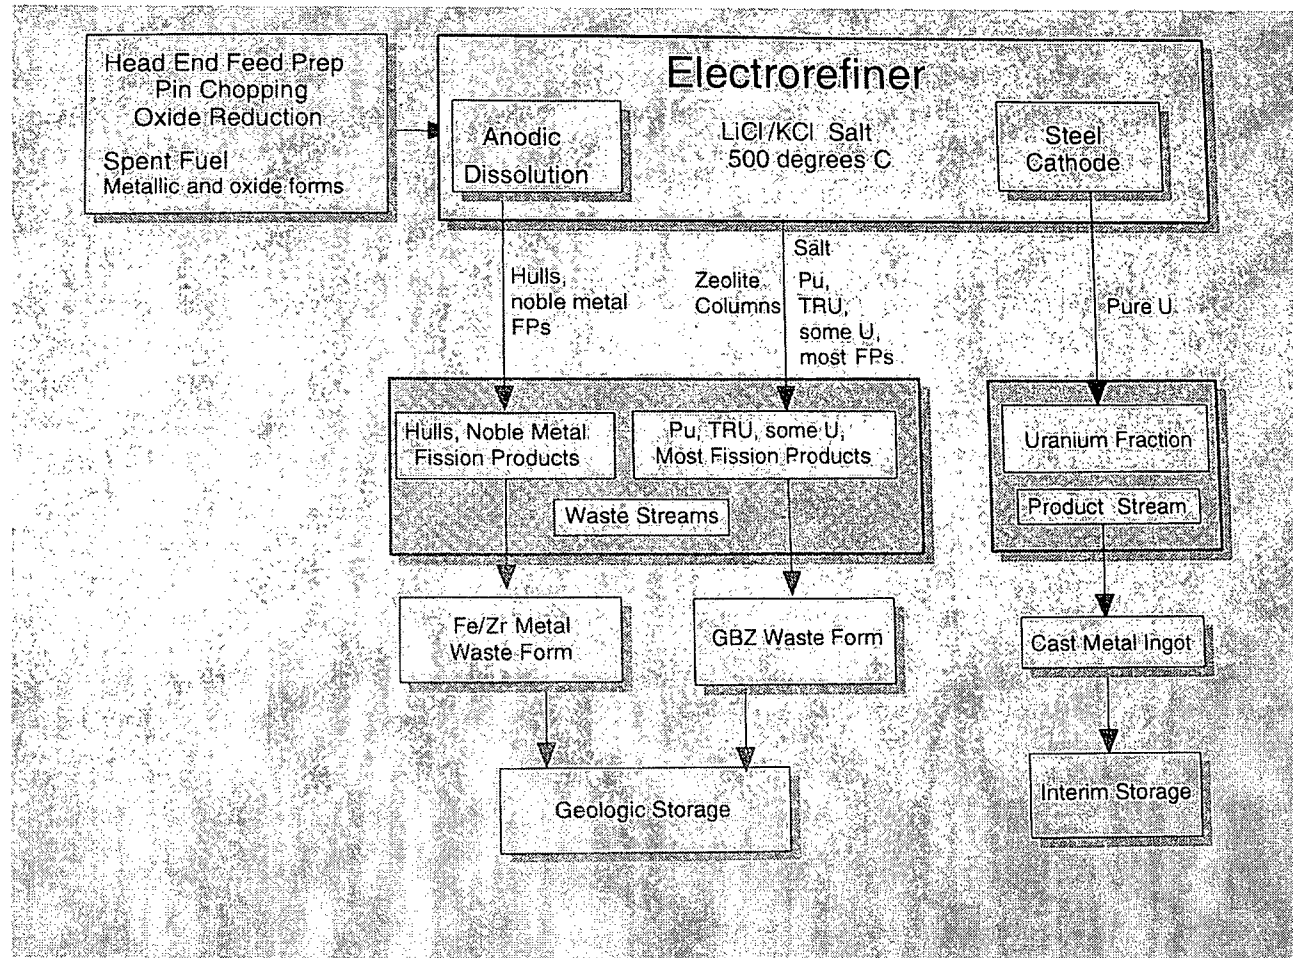 Head End Feed Prep
Pin Chopping
Oxide Reduction
Spent Fuel
Metallic and oxide forms
Electrorefiner
Anodic
Dissolution
LiCl/KCl Salt
500 degrees C
Steel
Cathode
Hulls,
noble metal
FPs
Zeolite
Columns
Salt
Pu,
TRU,
some U,
most FPs
Pure U
Hulls, Noble Metal
Fission Products
Pu, TRU, some U,
Most Fission Products
Waste Streams
Uranium Fraction
Product Stream
Fe/Zr Metal
Waste Form
GBZ Waste Form
Cast Metal Ingot
Geologic Storage
Interim Storage